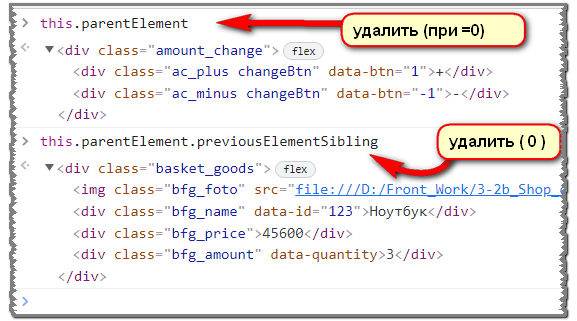 this.parentElement
удалить (при =0)
<div class="amount_change"> flex
<div class="ac_plus changeBtn" data-btn="1">+</div>
<div class="ac_minus changeBtn" data-btn="-1">-</div>
</div>
this.parentElement.previousElementSibling
удалить ( 0 )
<div class="basket_goods"> flex
<img class="bfg_foto" src="file:///D:/Front_Work/3-2b_Shop_
<div class="bfg_name" data-id="123">Ноутбук</div>
<div class="bfg_price">45600</div>
<div class="bfg_amount" data-quantity>3</div>
</div>